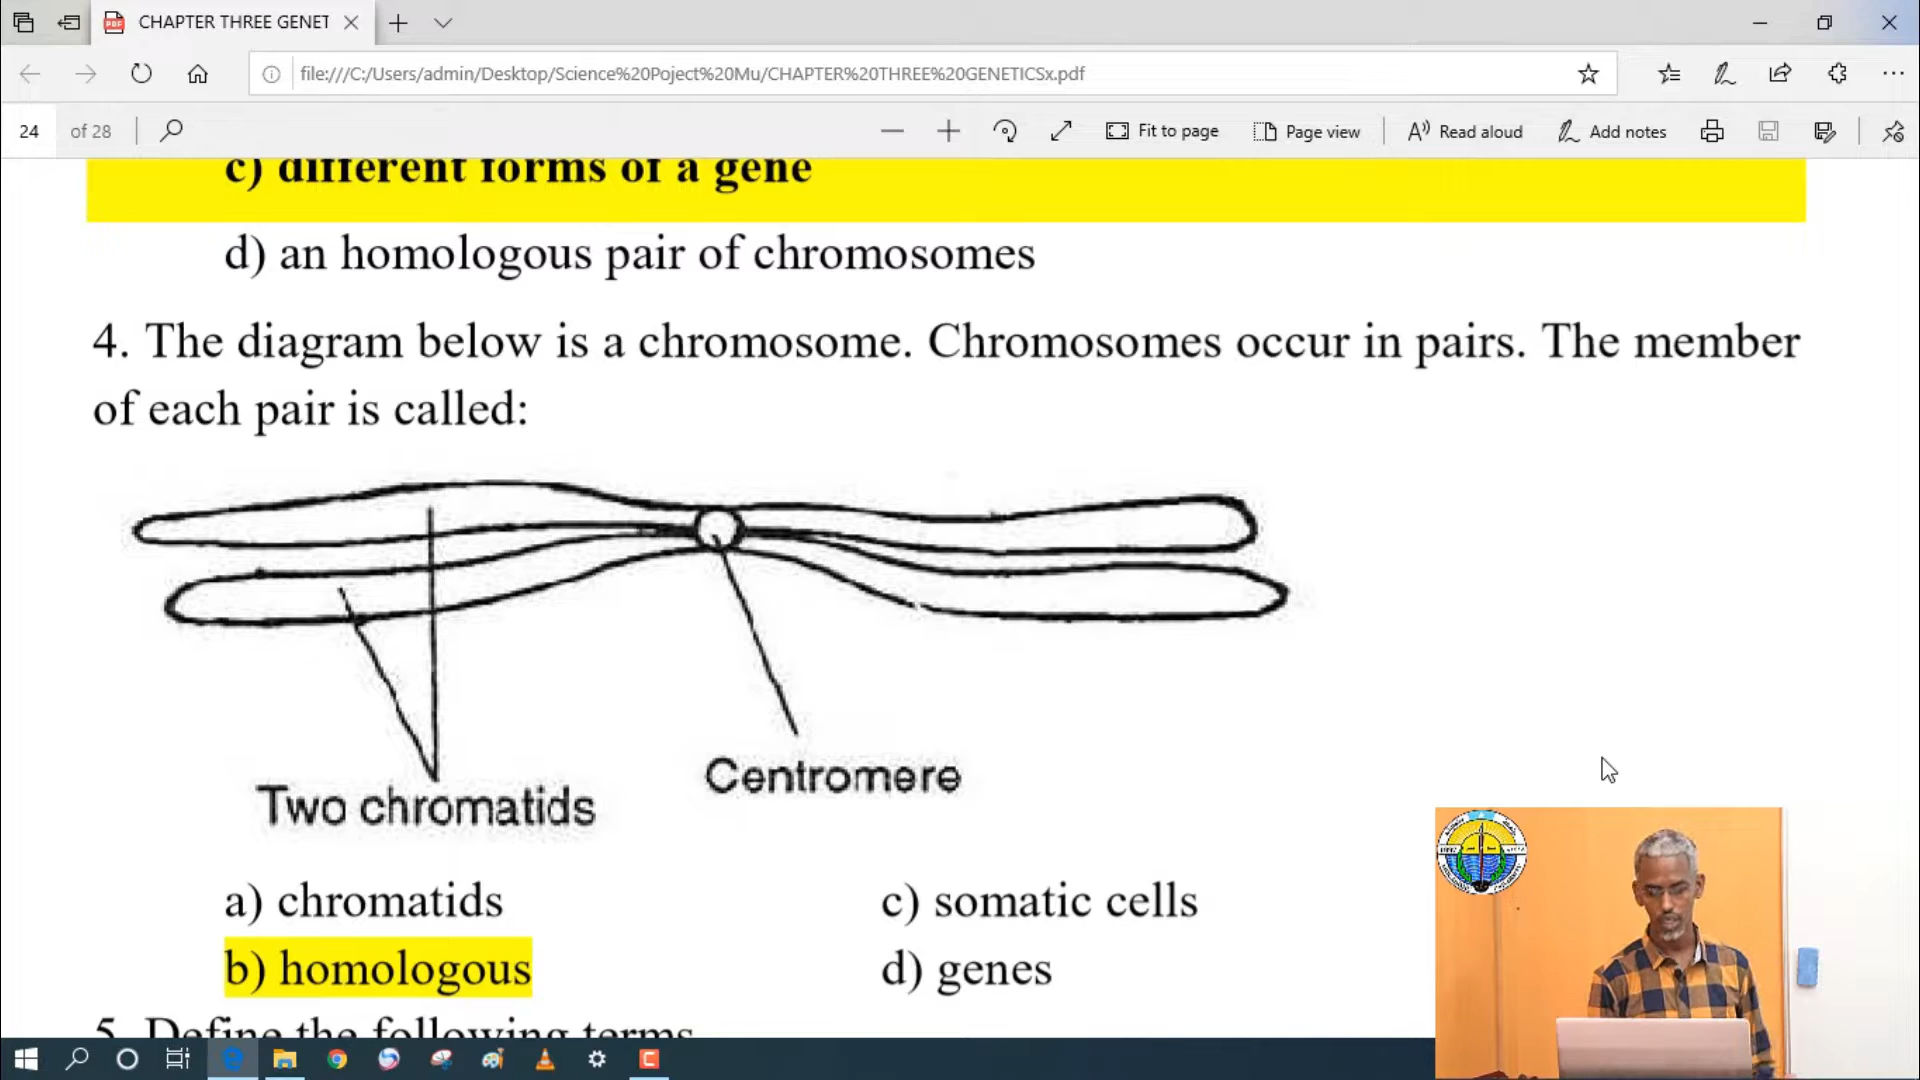 CHAPTER THREE GENET
file:///C:/Users/admin/Desktop/Science%20Poject%20Mu/CHAPTER%20THREE%20GENETICSx.pdf
24 of 28
Fit to page
Page view
Read aloud
Add notes
c) different forms of a gene
d) an homologous pair of chromosomes
4. The diagram below is a chromosome. Chromosomes occur in pairs. The member
of each pair is called:
Centromere
Two chromatids
a) chromatids
c) somatic cells
b) homologous
d) genes
5. Define the following terms